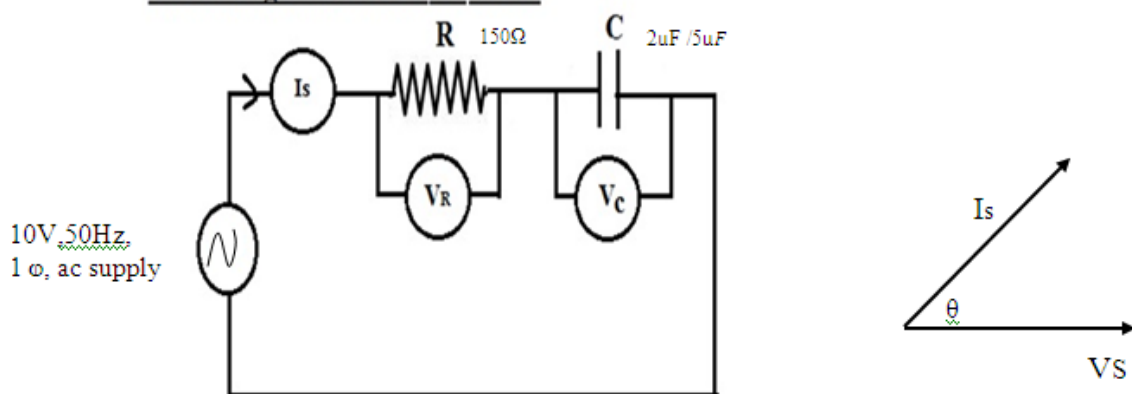 R 150Ω C 2uF /5uF
Is
VR VC
10V,50Hz,
1 φ, ac supply
Is
θ
VS